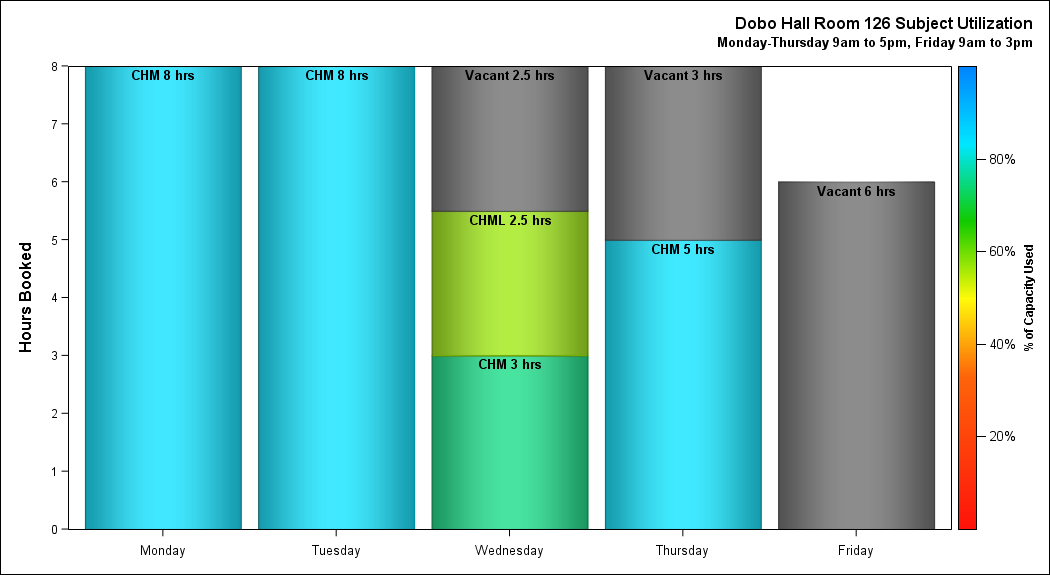 Dobo Hall Room 126 Subject Utilization
Monday-Thursday 9am to 5pm, Friday 9am to 3pm
Hours Booked
8
7
6
5
4
3
2
1
0
CHM 8 hrs
CHM 8 hrs
Vacant 2.5 hrs
CHML 2.5 hrs
CHM 3 hrs
Vacant 3 hrs
CHM 5 hrs
Vacant 6 hrs
Monday
Tuesday
Wednesday
Thursday
Friday
80%
60%
40%
20%
% of Capacity Used